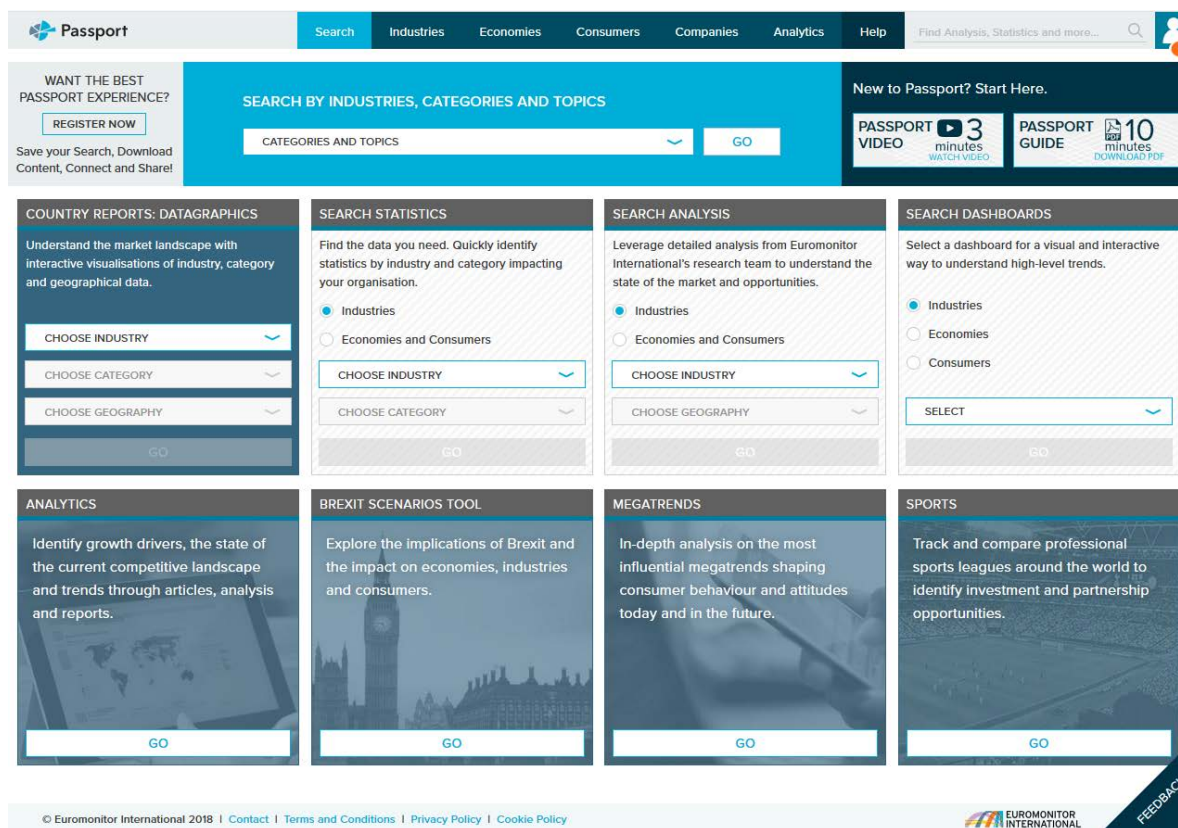 Passport
Search
Industries
Economies
Consumers
Companies
Analytics
Help
Find Analysis, Statistics and more...
WANT THE BEST
PASSPORT EXPERIENCE?
REGISTER NOW
Save your Search, Download
Content, Connect and Share!
SEARCH BY INDUSTRIES, CATEGORIES AND TOPICS
CATEGORIES AND TOPICS
GO
New to Passport? Start Here.
PASSPORT
VIDEO
3
minutes
WATCH VIDEO
PASSPORT
GUIDE
PDF
10
minutes
DOWNLOAD PDF
COUNTRY REPORTS: DATAGRAPHICS
Understand the market landscape with
interactive visualisations of industry, category
and geographical data.
CHOOSE INDUSTRY
CHOOSE CATEGORY
CHOOSE GEOGRAPHY
GO
SEARCH STATISTICS
Find the data you need. Quickly identify
statistics by industry and category impacting
your organisation.
Industries
Economies and Consumers
CHOOSE INDUSTRY
CHOOSE CATEGORY
GO
SEARCH ANALYSIS
Leverage detailed analysis from Euromonitor
International's research team to understand the
state of the market and opportunities.
Industries
Economies and Consumers
CHOOSE INDUSTRY
CHOOSE GEOGRAPHY
GO
SEARCH DASHBOARDS
Select a dashboard for a visual and interactive
way to understand high-level trends.
Industries
Economies
Consumers
SELECT
GO
ANALYTICS
Identify growth drivers, the state of
the current competitive landscape
and trends through articles, analysis
and reports.
GO
BREXIT SCENARIOS TOOL
Explore the implications of Brexit and
the impact on economies, industries
and consumers.
GO
MEGATRENDS
In-depth analysis on the most
influential megatrends shaping
consumer behaviour and attitudes
today and in the future.
GO
SPORTS
Track and compare professional
sports leagues around the world to
identify investment and partnership
opportunities.
GO
© Euromonitor International 2018 | Contact | Terms and Conditions | Privacy Policy | Cookie Policy
EUROMONITOR
INTERNATIONAL
FEEDBACK